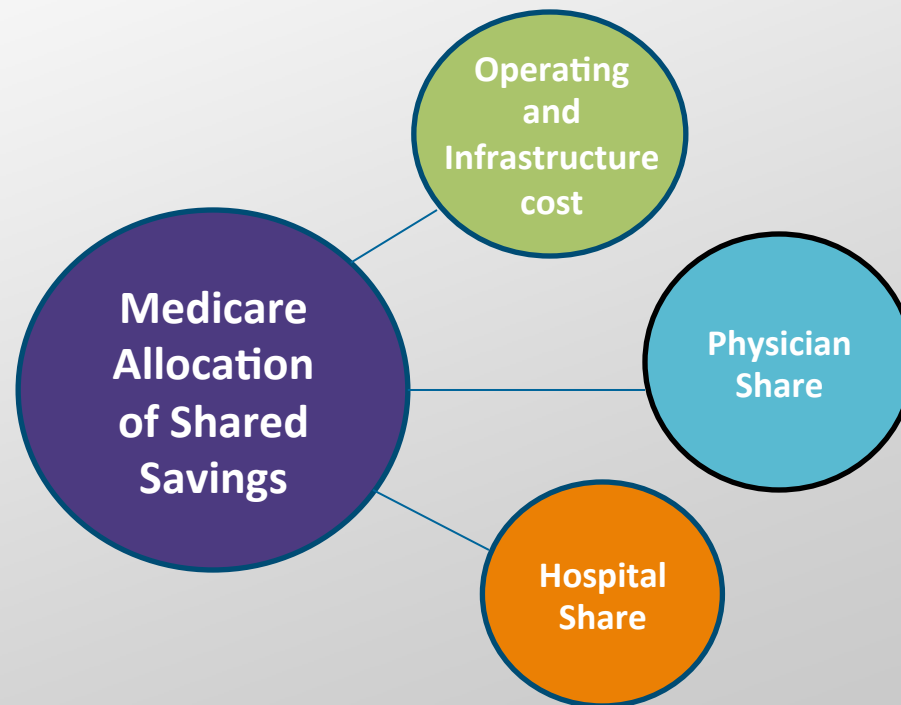 Operating
and
Infrastructure
cost
Medicare
Allocation
of Shared
Savings
Physician
Share
Hospital
Share